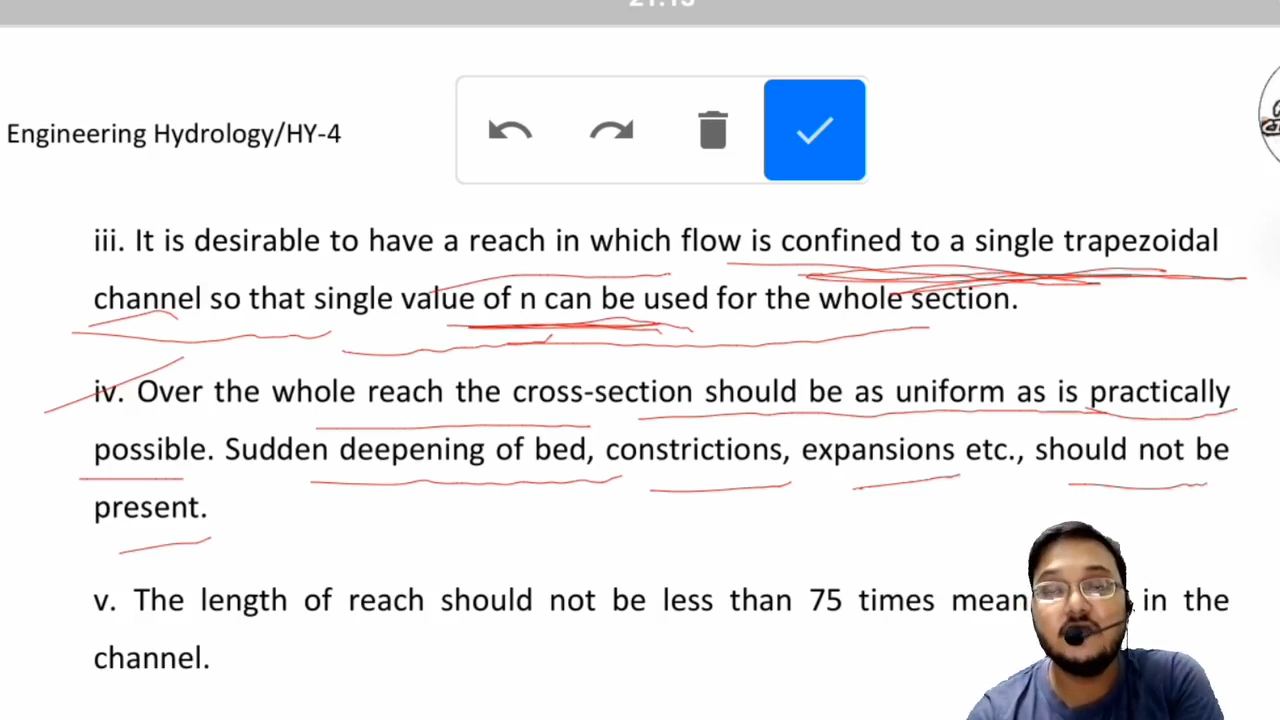 Engineering Hydrology/HY-4
iii. It is desirable to have a reach in which flow is confined to a single trapezoidal
channel so that single value of n can be used for the whole section.
iv. Over the whole reach the cross-section should be as uniform as is practically
possible. Sudden deepening of bed, constrictions, expansions etc., should not be
present.
v. The length of reach should not be less than 75 times mean in the
channel.